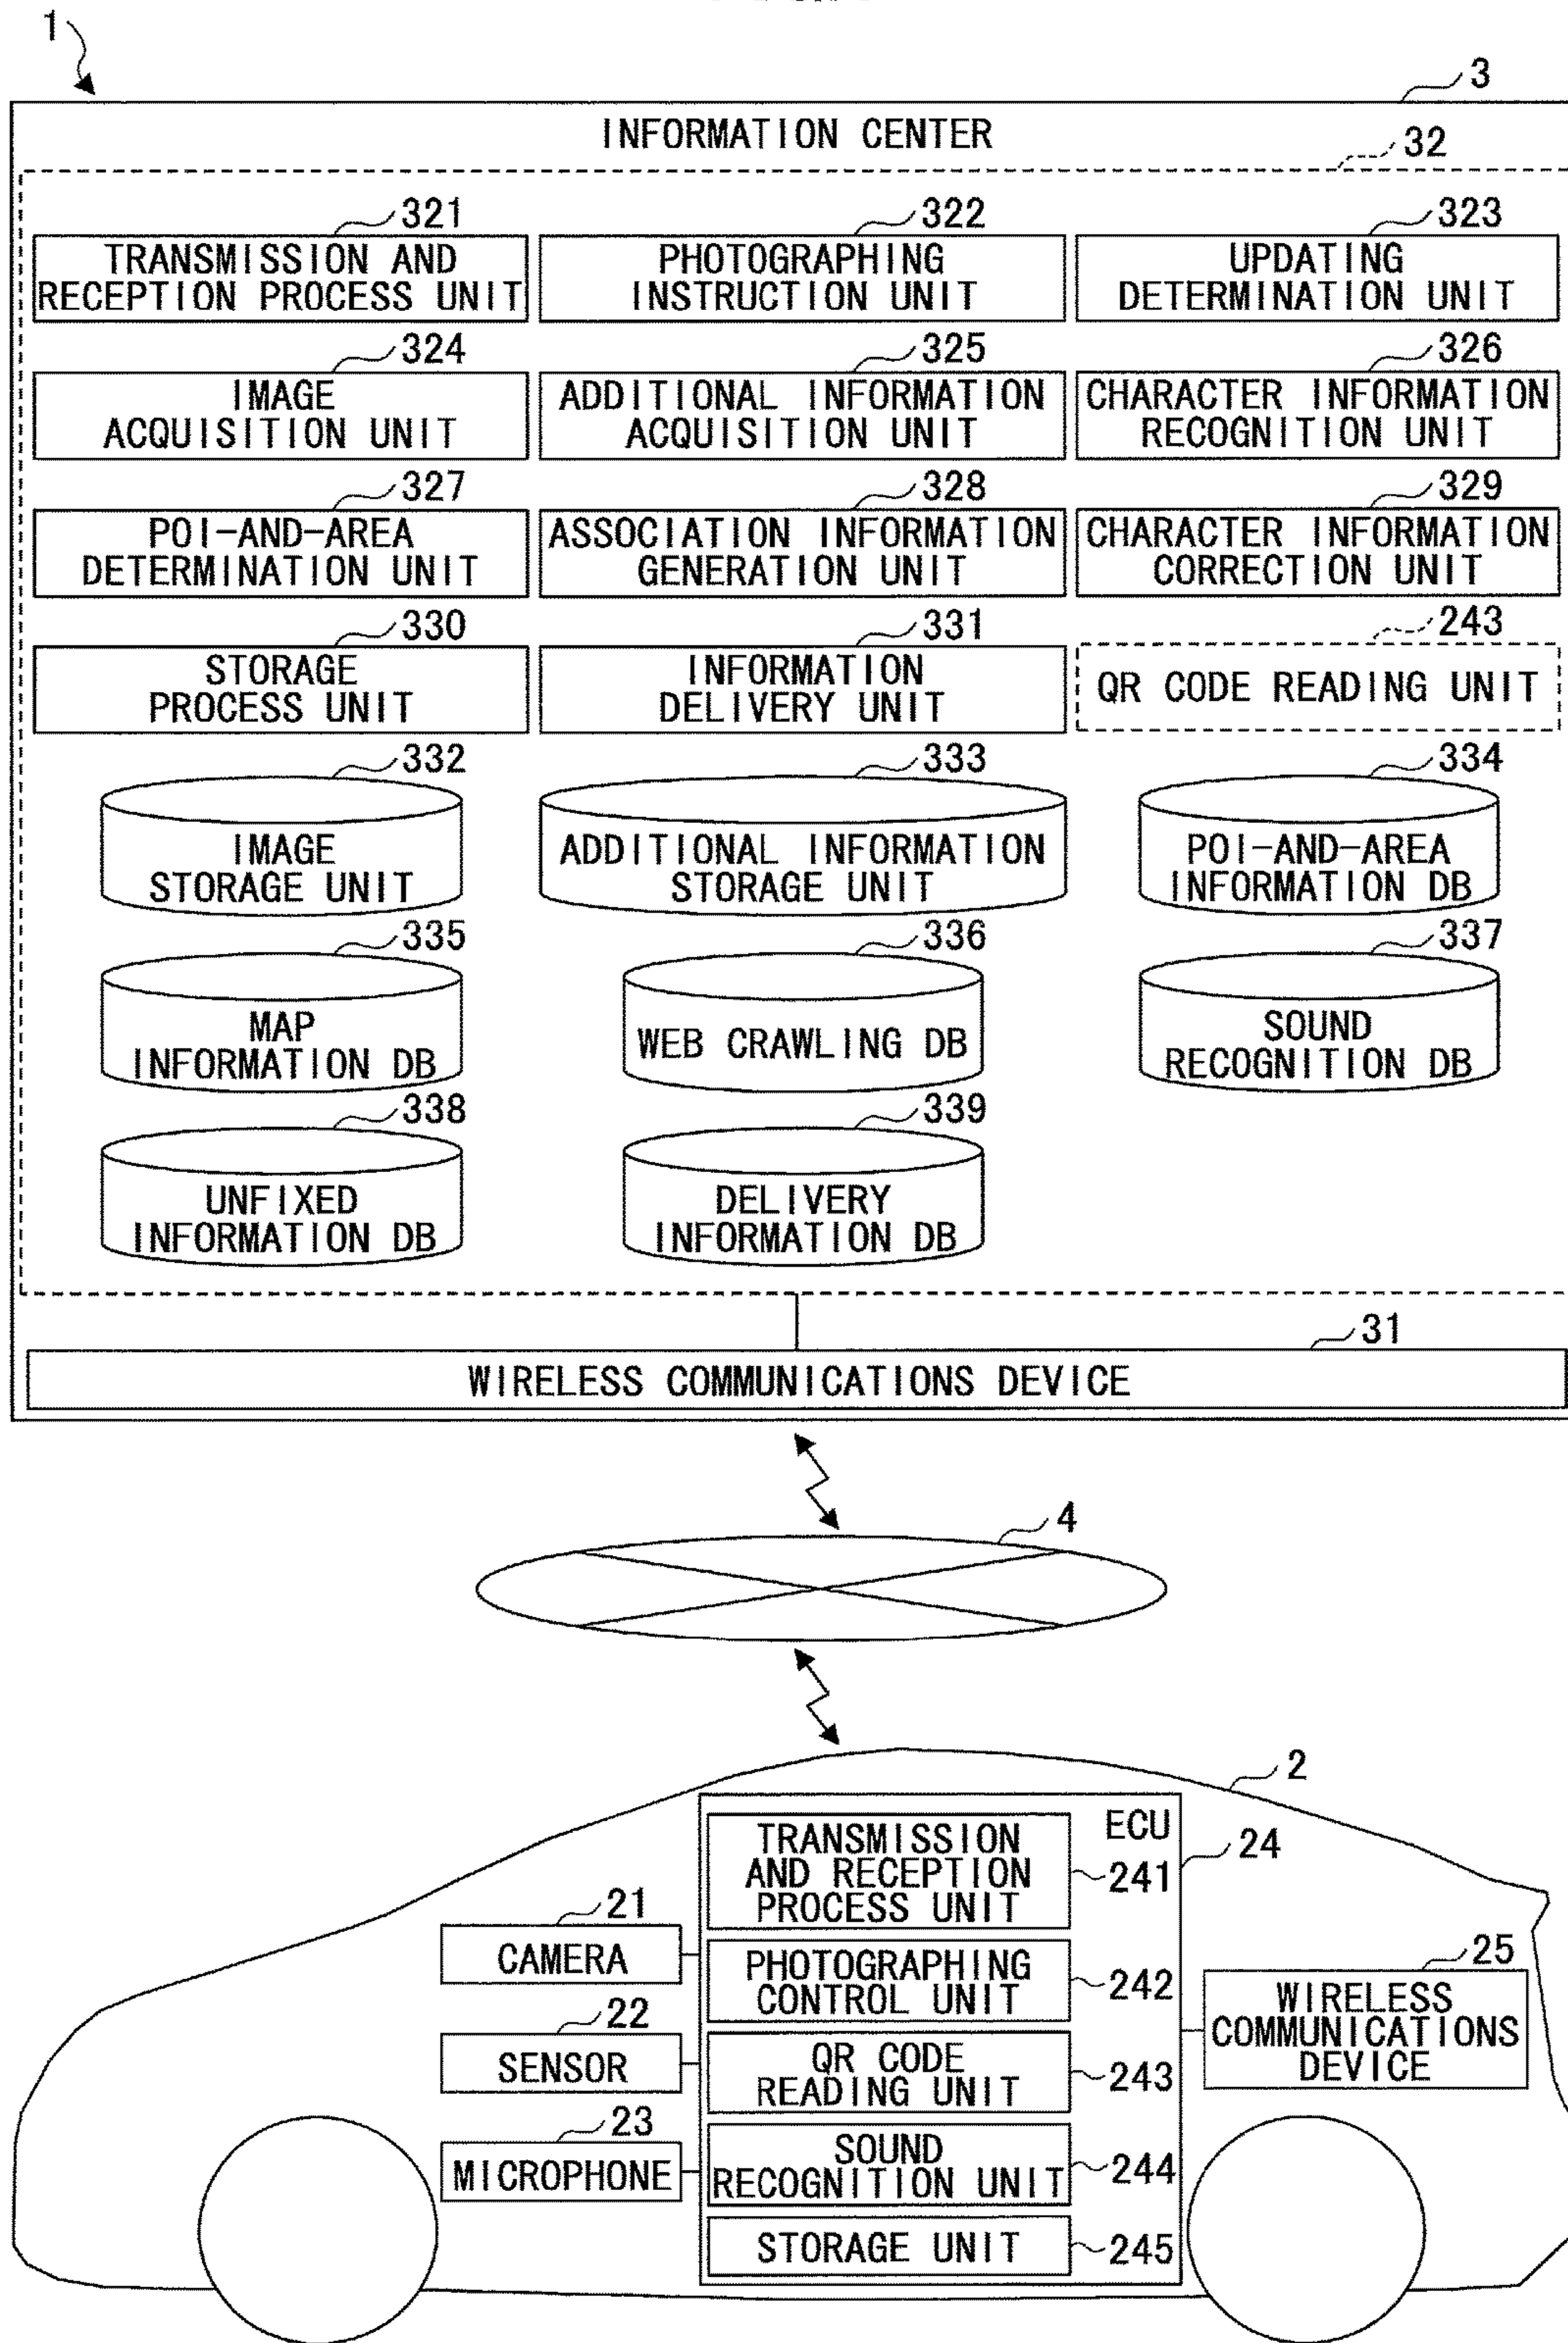 1
3
INFORMATION CENTER
32
321
322
323
TRANSMISSION AND
RECEPTION PROCESS UNIT
PHOTOGRAPHING
INSTRUCTION UNIT
UPDATING
DETERMINATION UNIT
324
325
326
IMAGE
ACQUISITION UNIT
ADDITIONAL INFORMATION
ACQUISITION UNIT
CHARACTER INFORMATION
RECOGNITION UNIT
327
328
329
POI-AND-AREA
DETERMINATION UNIT
ASSOCIATION INFORMATION
GENERATION UNIT
CHARACTER INFORMATION
CORRECTION UNIT
330
331
243
STORAGE
PROCESS UNIT
INFORMATION
DELIVERY UNIT
QR CODE READING UNIT
332
333
334
IMAGE
STORAGE UNIT
ADDITIONAL INFORMATION
STORAGE UNIT
POI-AND-AREA
INFORMATION DB
335
336
337
MAP
INFORMATION DB
WEB CRAWLING DB
SOUND
RECOGNITION DB
338
339
UNFIXED
INFORMATION DB
DELIVERY
INFORMATION DB
31
WIRELESS COMMUNICATIONS DEVICE
4
2
ECU
24
TRANSMISSION
AND RECEPTION
PROCESS UNIT
241
21
CAMERA
PHOTOGRAPHING
CONTROL UNIT
242
25
WIRELESS
COMMUNICATIONS
DEVICE
22
SENSOR
QR CODE
READING UNIT
243
23
MICROPHONE
SOUND
RECOGNITION UNIT
244
STORAGE UNIT
245